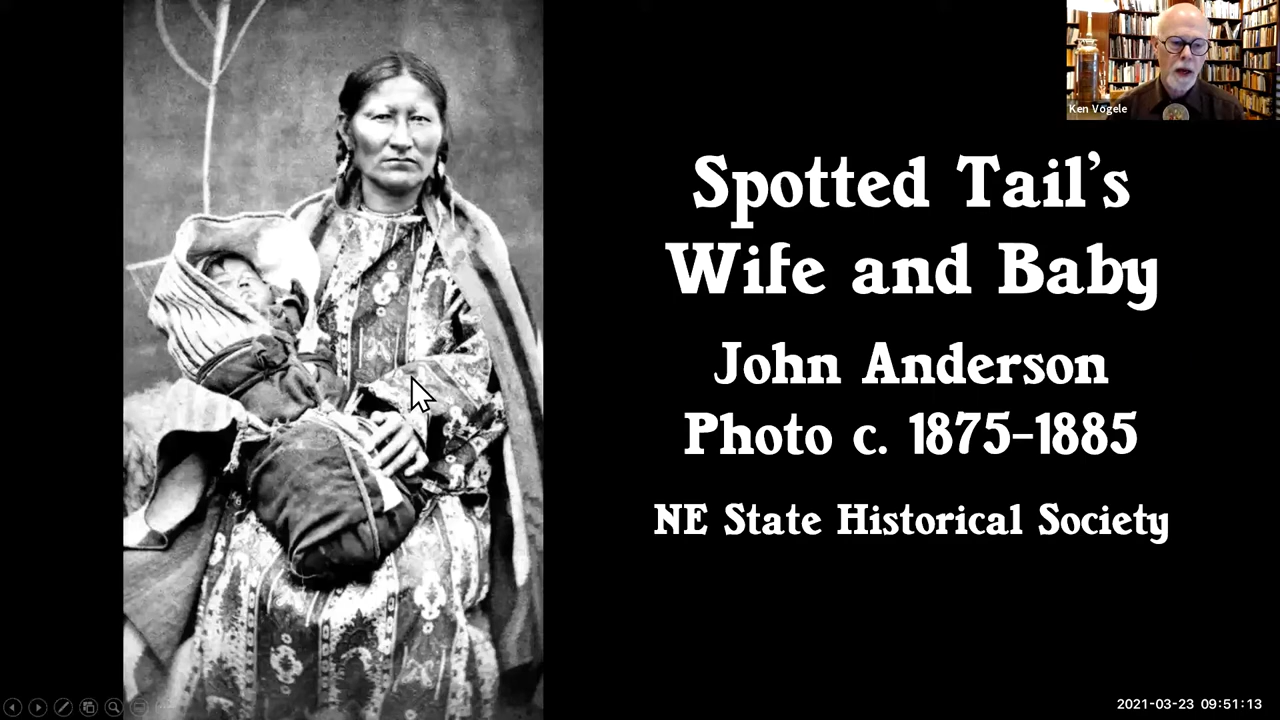 Ken Vogele
Spotted Tail's
Wife and Baby
John Anderson
Photo c. 1875-1885
NE State Historical Society
2021-03-23 09:51:13